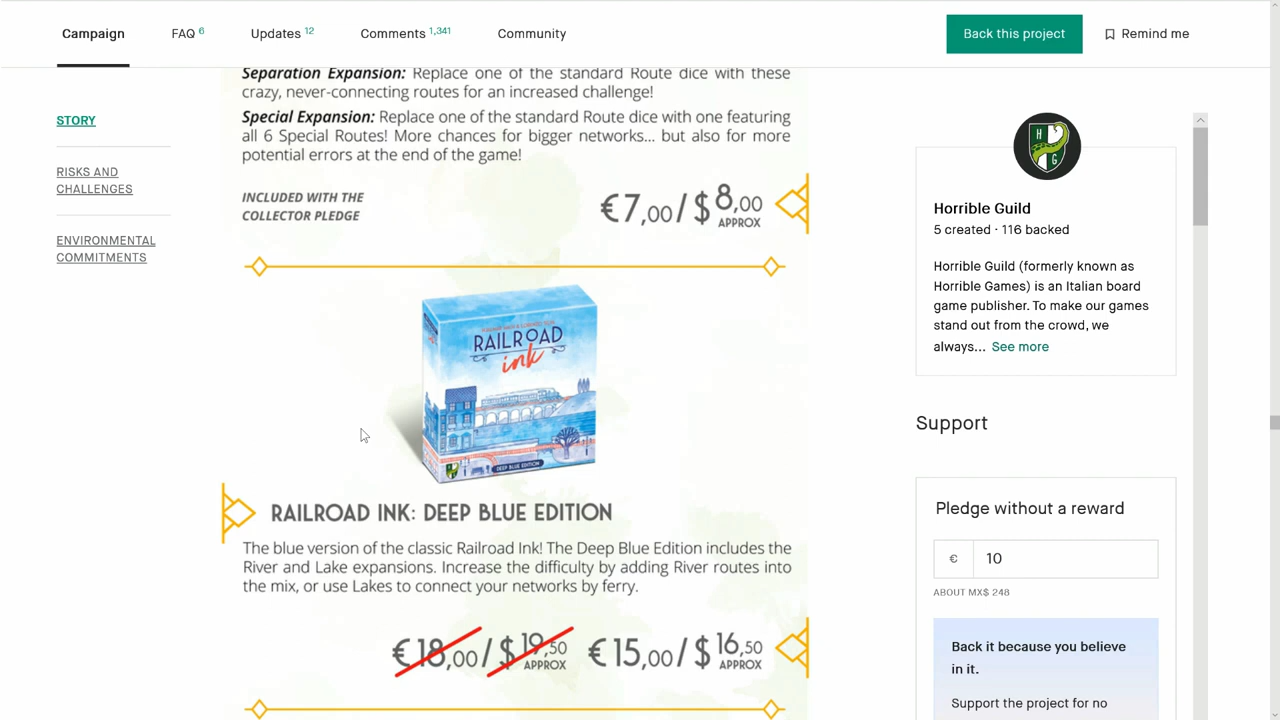 Campaign
FAQ 6
Updates 12
Comments 1,341
Community
Back this project
Remind me
STORY
RISKS AND
CHALLENGES
ENVIRONMENTAL
COMMITMENTS
Separation Expansion: Replace one of the standard Route dice with these
crazy, never-connecting routes for an increased challenge!
Special Expansion: Replace one of the standard Route dice with one featuring
all 6 Special Routes! More chances for bigger networks... but also for more
potential errors at the end of the game!
INCLUDED WITH THE
COLLECTOR PLEDGE
€7,00/$8,00
APPROX
RAILROAD
ink
DEEP BLUE EDITION
RAILROAD INK: DEEP BLUE EDITION
The blue version of the classic Railroad Ink! The Deep Blue Edition includes the
River and Lake expansions. Increase the difficulty by adding River routes into
the mix, or use Lakes to connect your networks by ferry.
€18,00/$19,50
APPROX
€15,00/$16,50
APPROX
H G
G
Horrible Guild
5 created · 116 backed
Horrible Guild (formerly known as
Horrible Games) is an Italian board
game publisher. To make our games
stand out from the crowd, we
always... See more
Support
Pledge without a reward
€ 10
ABOUT MX$ 248
Back it because you believe
in it.
Support the project for no